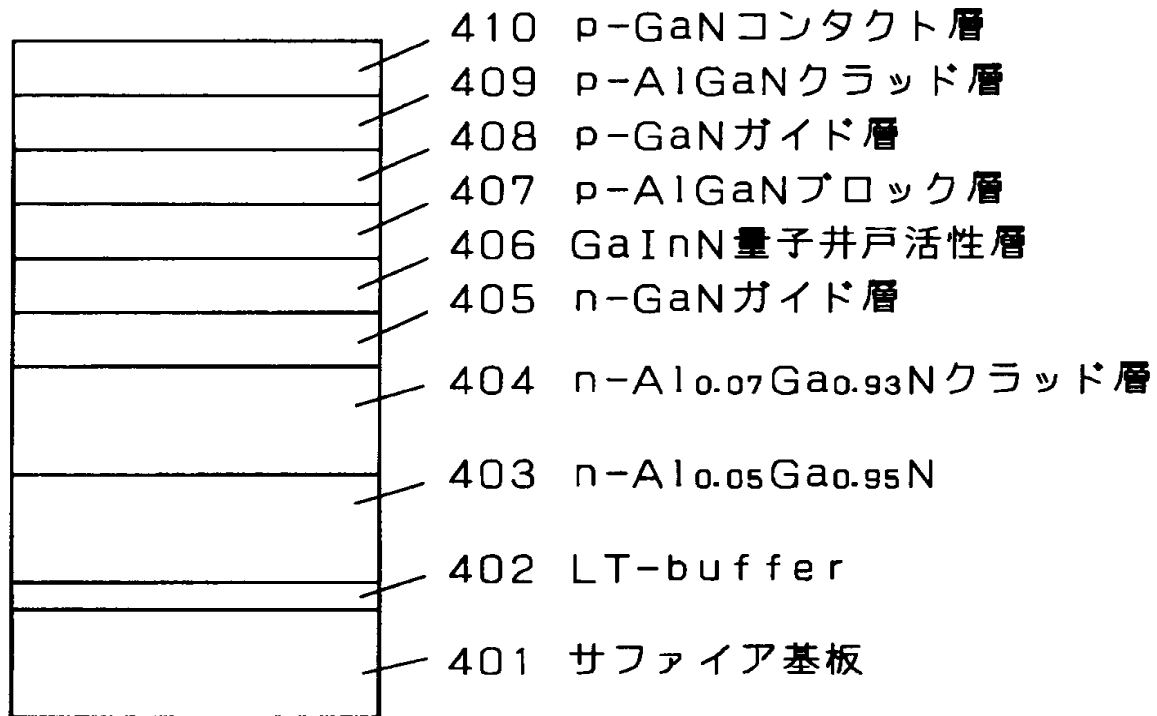 410 p-GaNコンタクト層
409 p-AlGaNクラッド層
408 p-GaNガイド層
407 p-AlGaNブロック層
406 GaInN量子井戸活性層
405 n-GaNガイド層
404 n-Al0.07Ga0.93Nクラッド層
403 n-Al0.05Ga0.95N
402 LT-buffer
401 サファイア基板